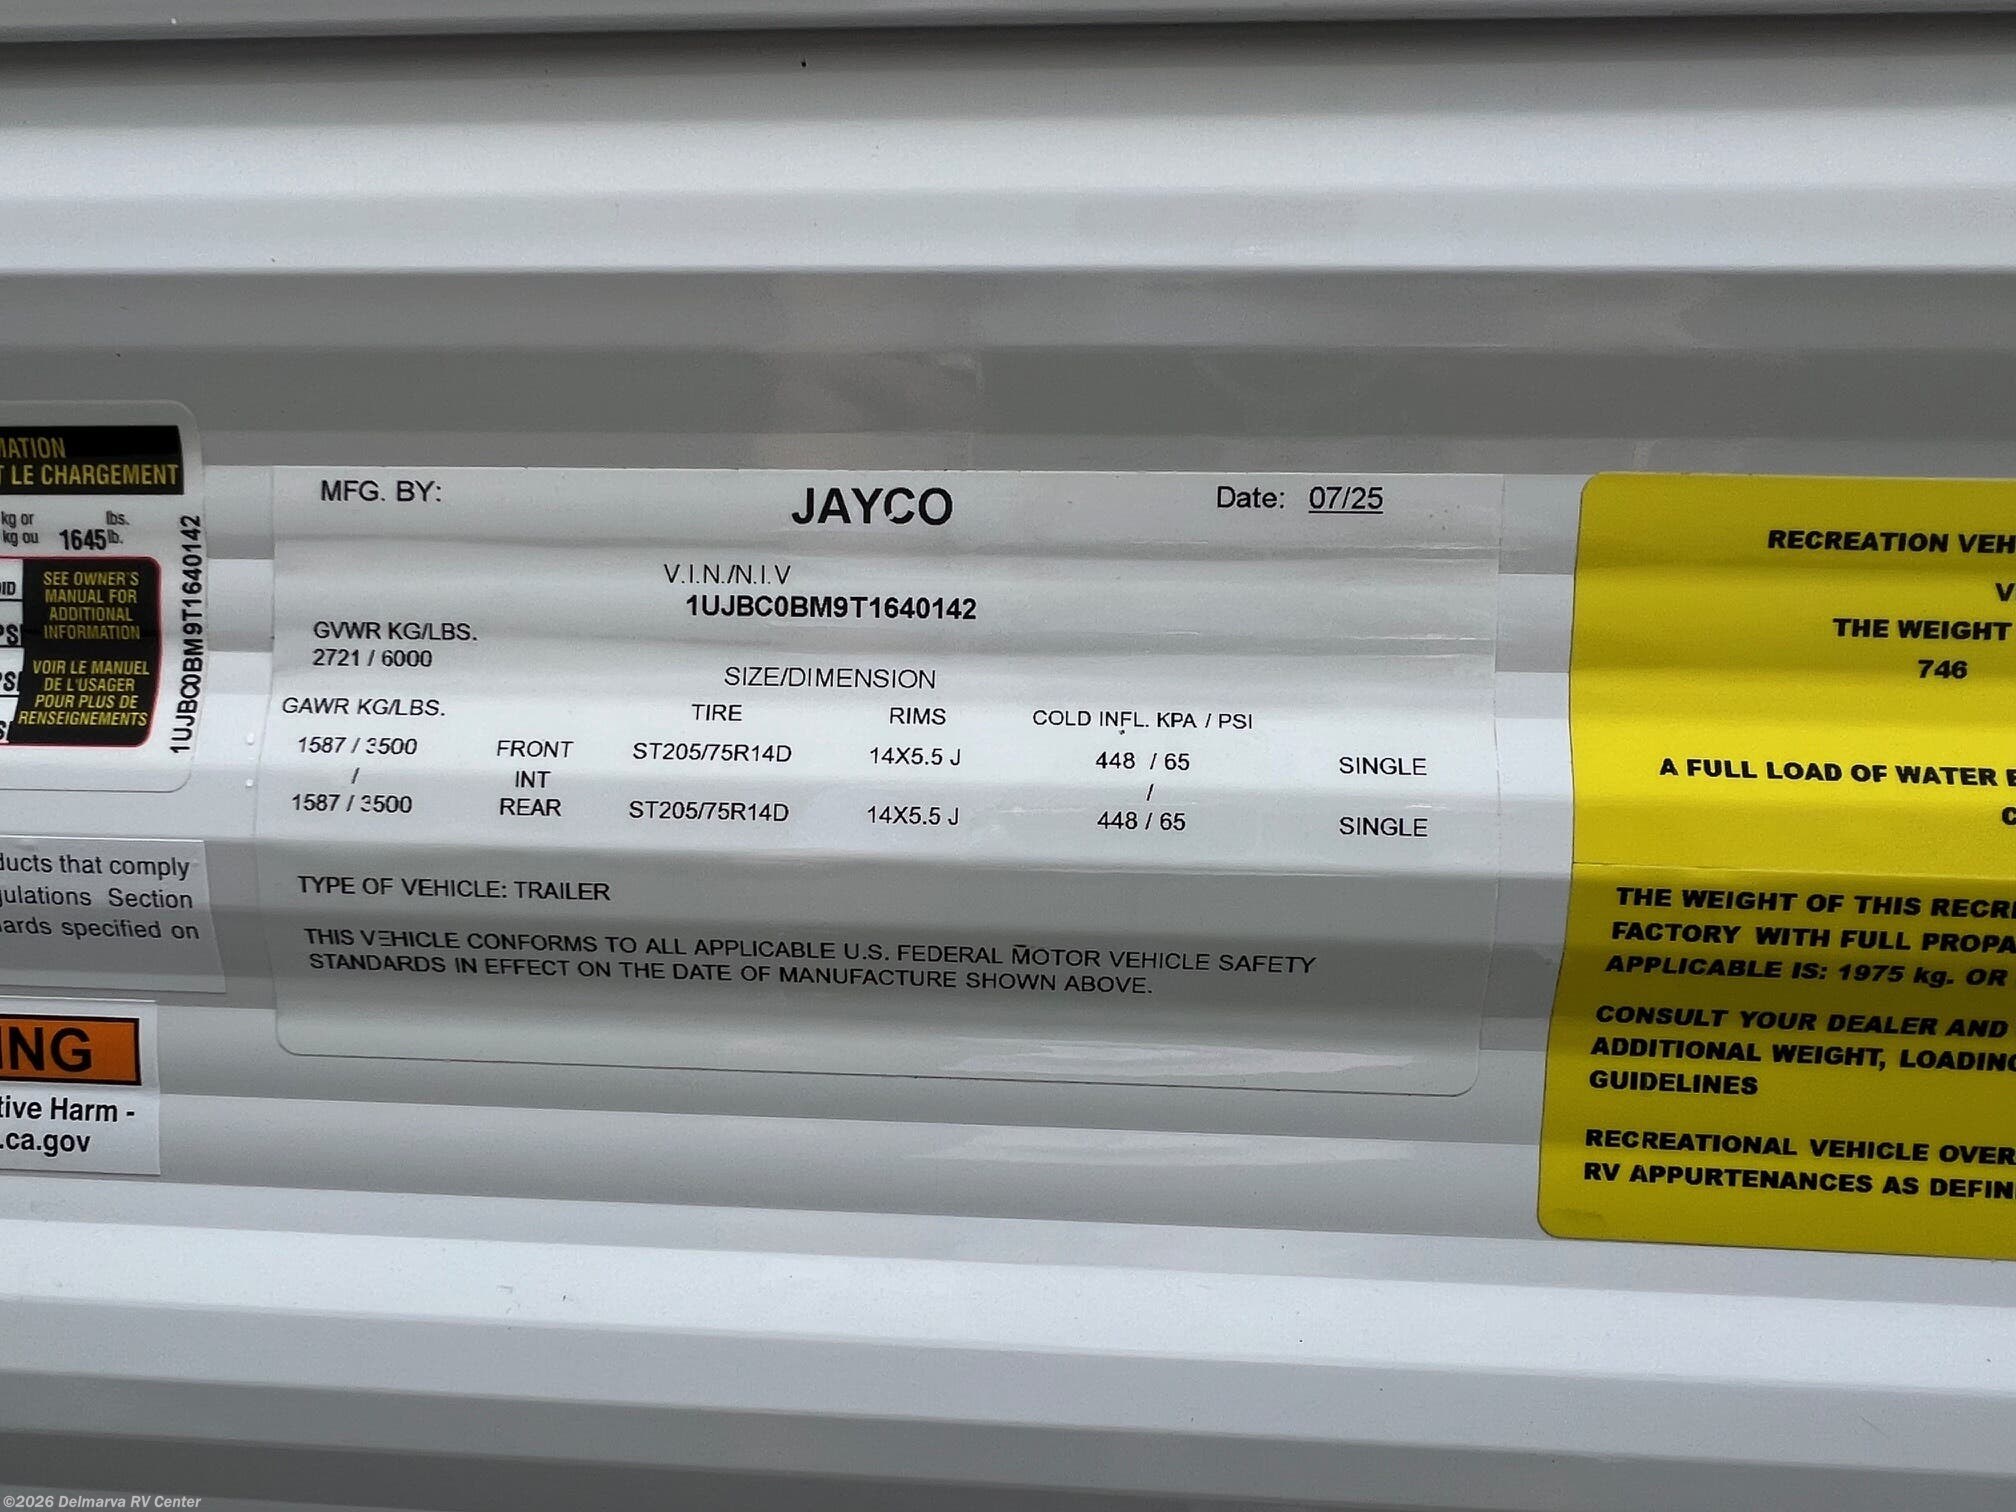 MATION
T LE CHARGEMENT
kg or lbs.
kg ou 1645 lb.
SEE OWNER'S
MANUAL FOR
ADDITIONAL
INFORMATION
VOIR LE MANUEL
DE L'USAGER
POUR PLUS DE
RENSEIGNEMENTS
1UJBC0BM9T1640142
ducts that comply
gulations Section
ards specified on
ING
tive Harm -
.ca.gov
MFG. BY: JAYCO Date: 07/25
V.I.N./N.I.V
1UJBC0BM9T1640142
GVWR KG/LBS.
2721 / 6000
SIZE/DIMENSION
GAWR KG/LBS. TIRE RIMS COLD INFL. KPA / PSI
1587 / 3500 FRONT ST205/75R14D 14X5.5 J 448 / 65 SINGLE
/ INT /
1587 / 3500 REAR ST205/75R14D 14X5.5 J 448 / 65 SINGLE
TYPE OF VEHICLE: TRAILER
THIS VEHICLE CONFORMS TO ALL APPLICABLE U.S. FEDERAL MOTOR VEHICLE SAFETY
STANDARDS IN EFFECT ON THE DATE OF MANUFACTURE SHOWN ABOVE.
RECREATION VEH
V
THE WEIGHT
746
A FULL LOAD OF WATER E
C
THE WEIGHT OF THIS RECRE
FACTORY WITH FULL PROPA
APPLICABLE IS: 1975 kg. OR
CONSULT YOUR DEALER AND
ADDITIONAL WEIGHT, LOADING
GUIDELINES
RECREATIONAL VEHICLE OVER
RV APPURTENANCES AS DEFIN
©2026 Delmarva RV Center